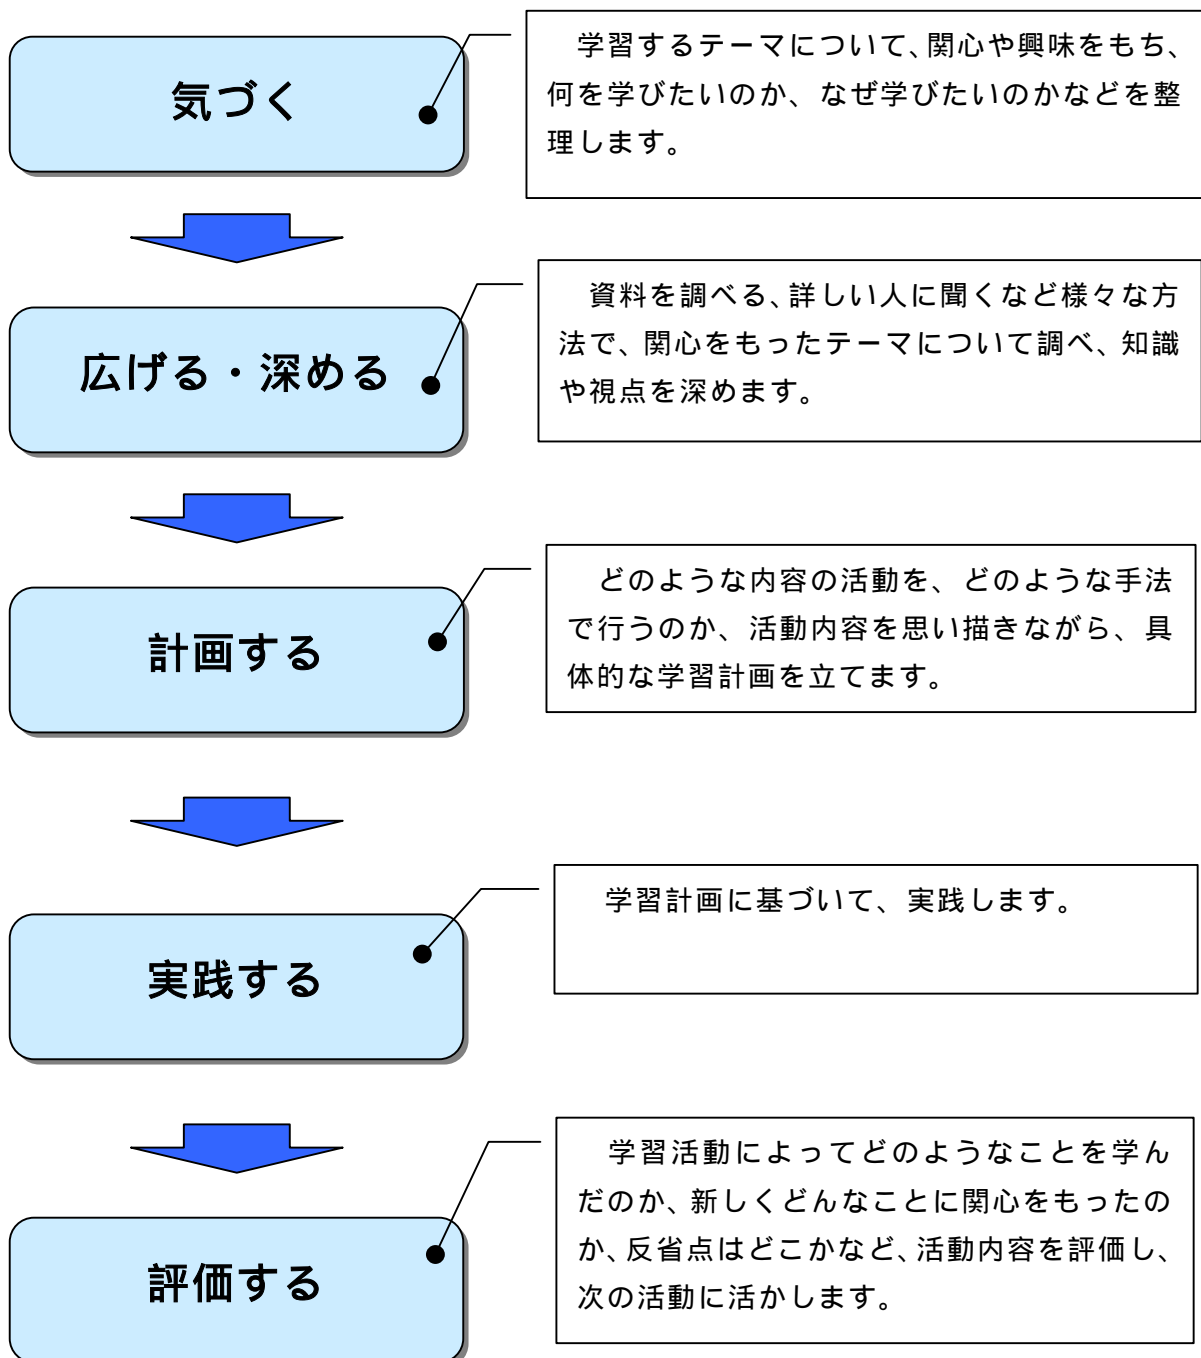 気づく
学習するテーマについて、関心や興味をもち、
何を学びたいのか、なぜ学びたいのかなどを整
理します。
広げる・深める
資料を調べる、詳しい人に聞くなど様々な方
法で、関心をもったテーマについて調べ、知識
や視点を深めます。
計画する
どのような内容の活動を、どのような手法
で行うのか、活動内容を思い描きながら、具
体的な学習計画を立てます。
実践する
学習計画に基づいて、実践します。
評価する
学習活動によってどのようなことを学ん
だのか、新しくどんなことに関心をもったの
か、反省点はどこかなど、活動内容を評価し、
次の活動に活かします。